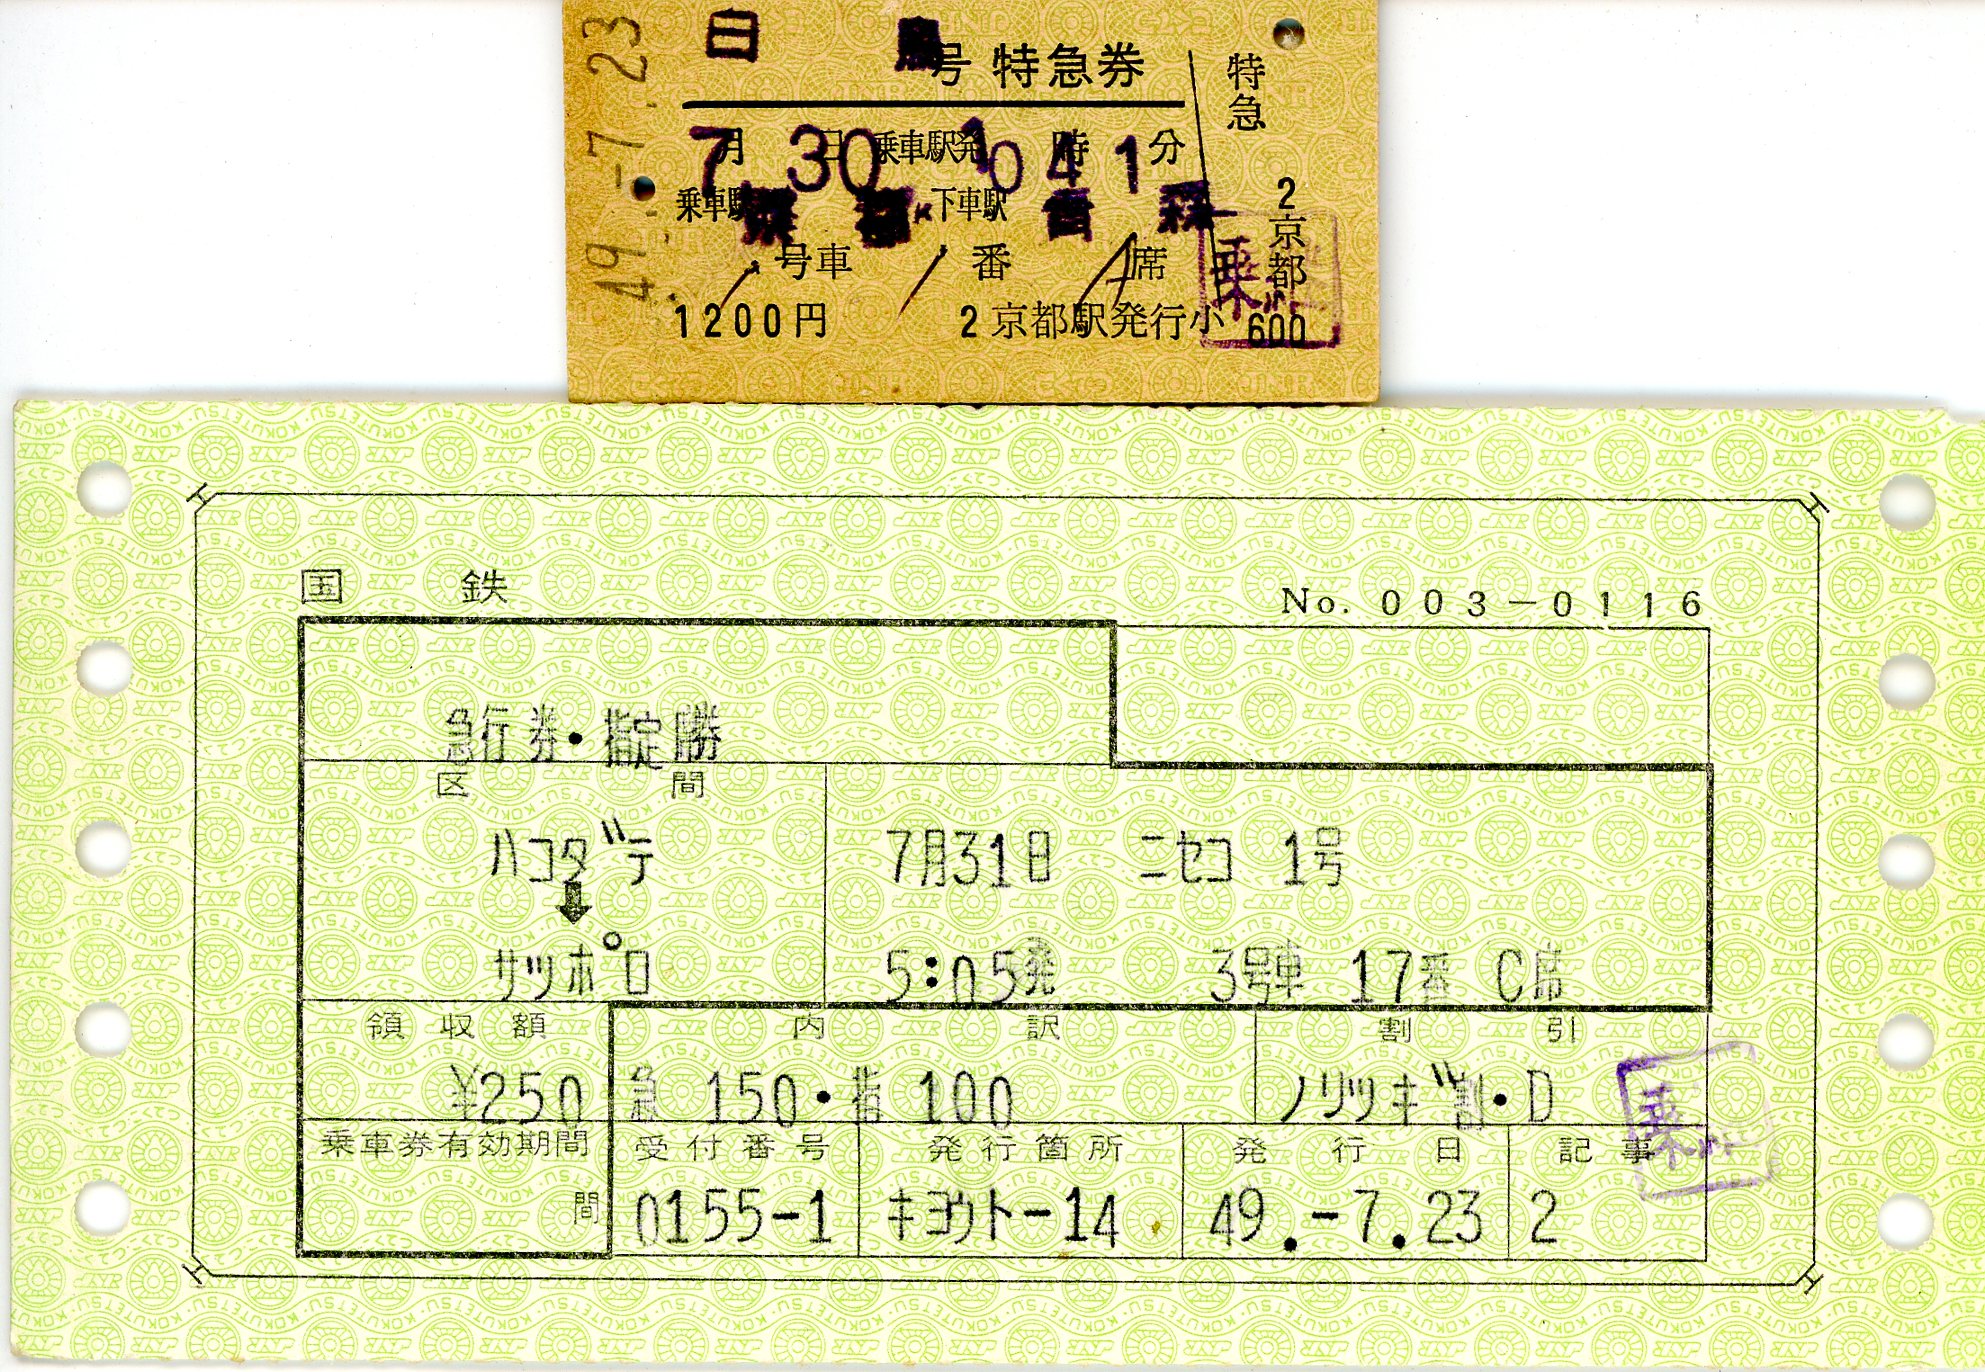 49.-7.23
白鳥号 特急券
7月30日 乗車駅発 10時41分
乗車駅 京都 下車駅 青森
号車 番 A席
1200円 2京都駅発行 小
特急
2京都
600
国鉄
No. 003-0116
急行券・指定券
区間
ハコダテ
⬇
サツポロ
7月31日 ニセコ 1号
5:05発 3号車 17番 C席
領収額 内訳 割引
¥250 急 150・指 100 ノリツギ割・D
乗車券有効期間 受付番号 発行箇所 発行日 記事
間 0155-1 キヨウト-14 49.-7.23 2